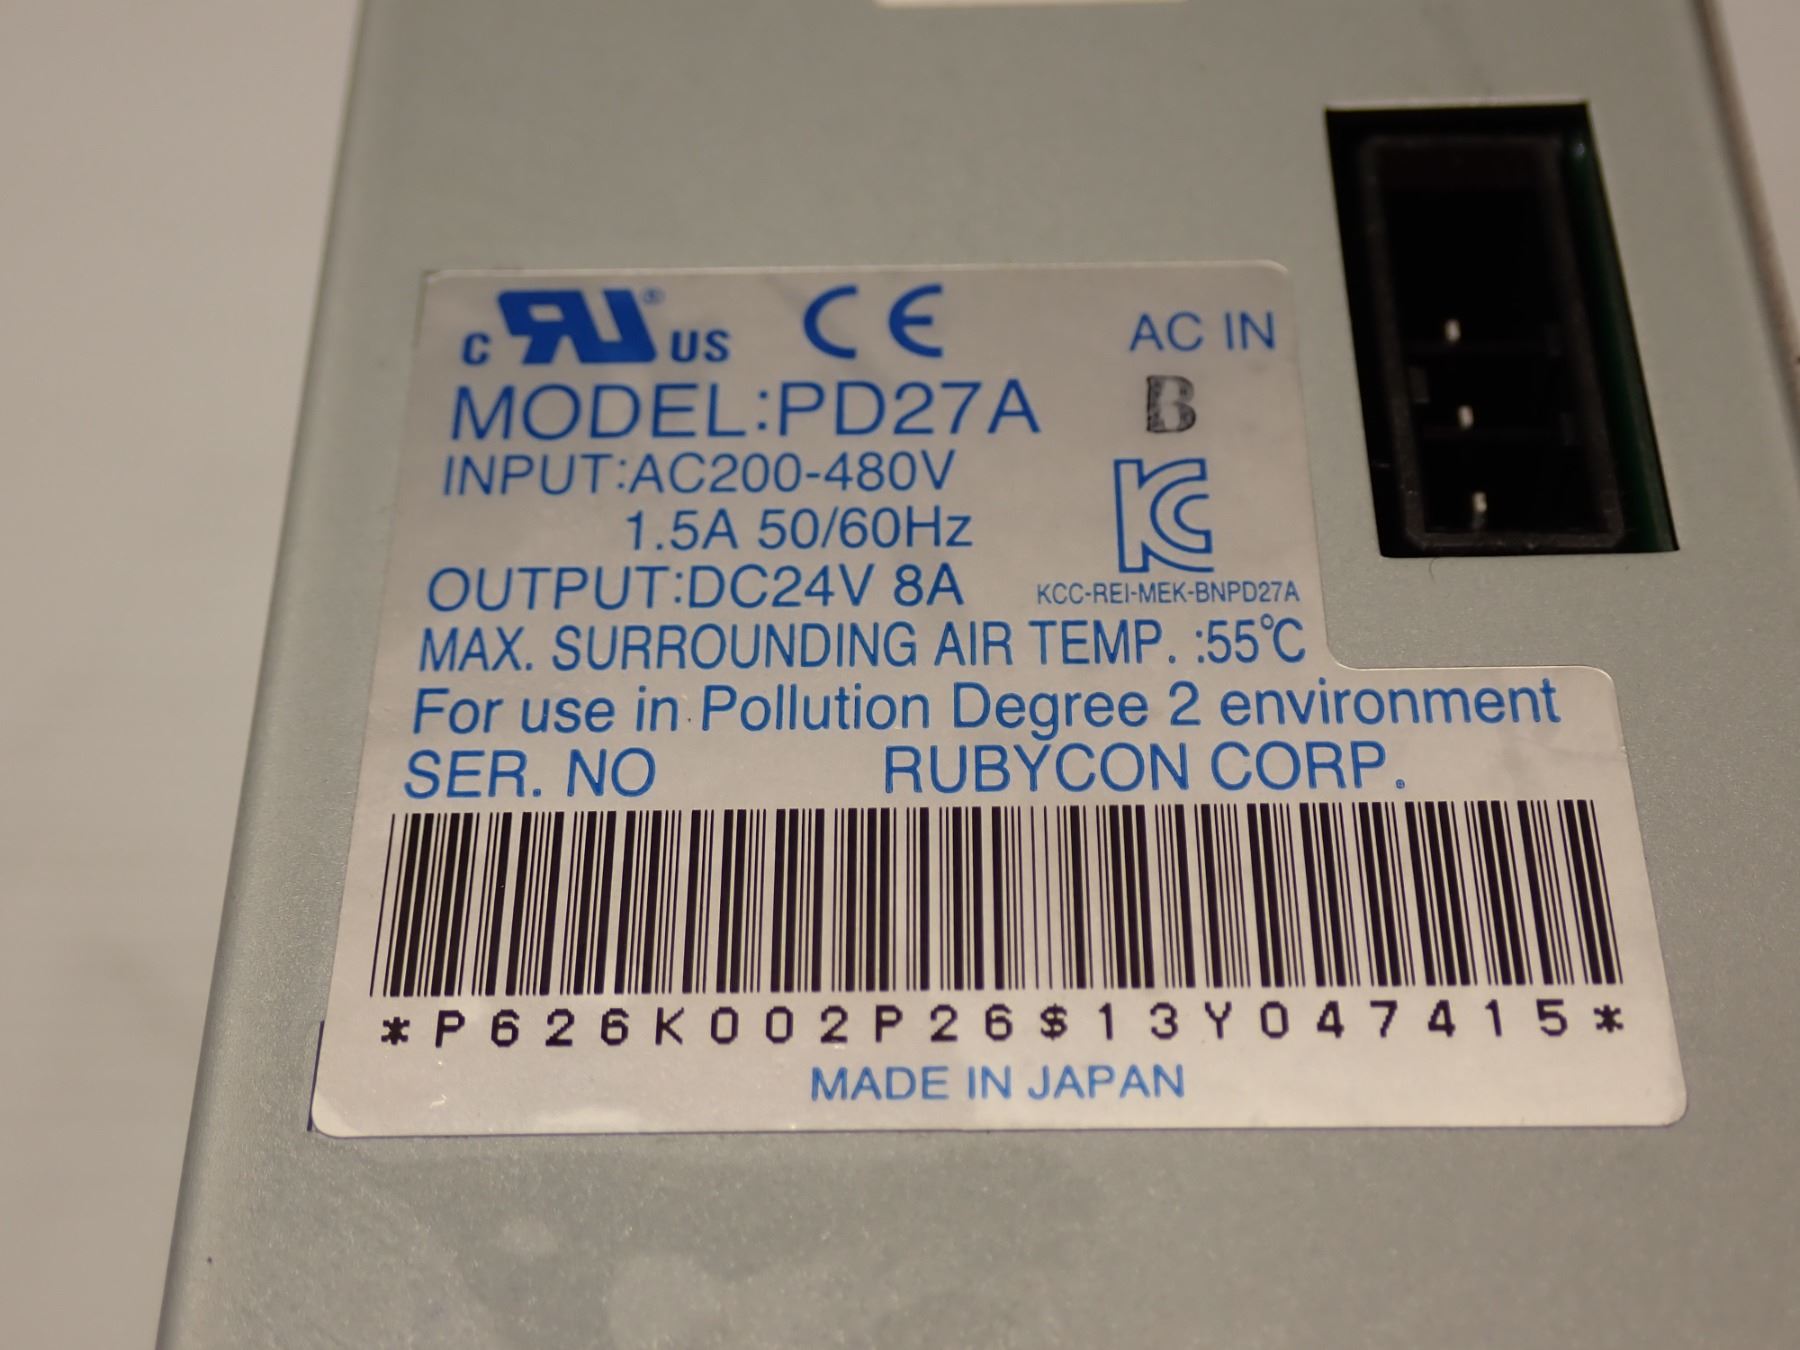 c RU® US CE AC IN
MODEL:PD27A B
INPUT:AC200-480V
1.5A 50/60Hz
OUTPUT:DC24V 8A KCC-REI-MEK-BNPD27A
MAX. SURROUNDING AIR TEMP. :55℃
For use in Pollution Degree 2 environment
SER. NO RUBYCON CORP.
*P626K002P26$13Y047415*
MADE IN JAPAN